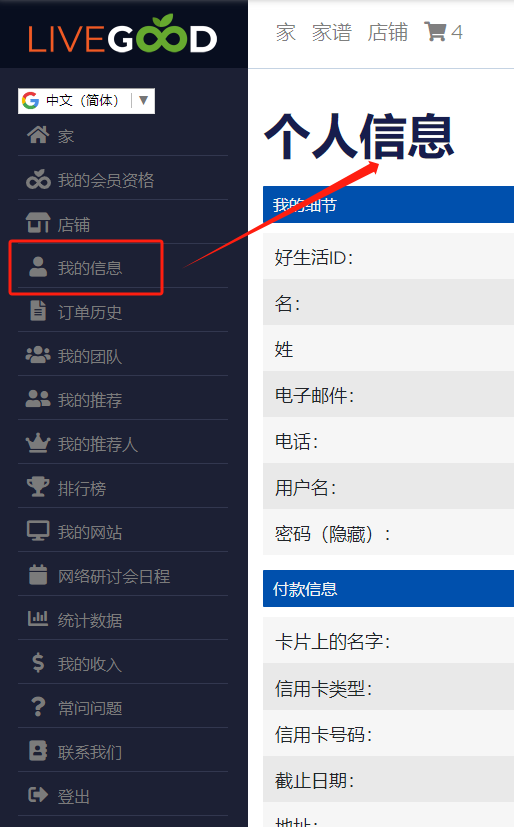 LIVEGOOD
家 家谱 店铺 4
中文（简体） ▼
家
我的会员资格
店铺
我的信息
订单历史
我的团队
我的推荐
我的推荐人
排行榜
我的网站
网络研讨会日程
统计数据
我的收入
常问问题
联系我们
登出
个人信息
我的细节
好生活ID：
名：
姓
电子邮件：
电话：
用户名：
密码（隐藏）：
付款信息
卡片上的名字：
信用卡类型：
信用卡号码：
截止日期：
地址：